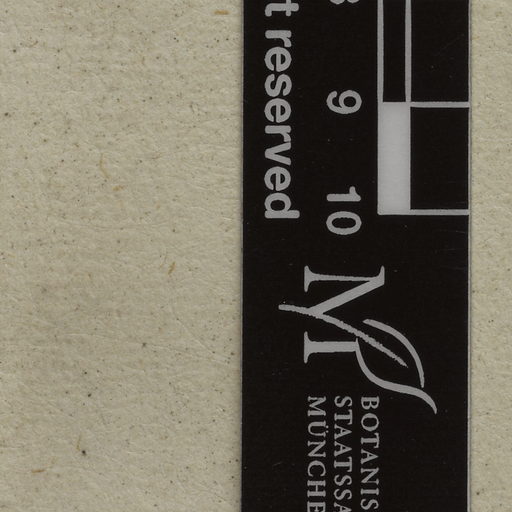 t reserved
9
10
M
BOTANIS
STAATSSA
MÜNCHE